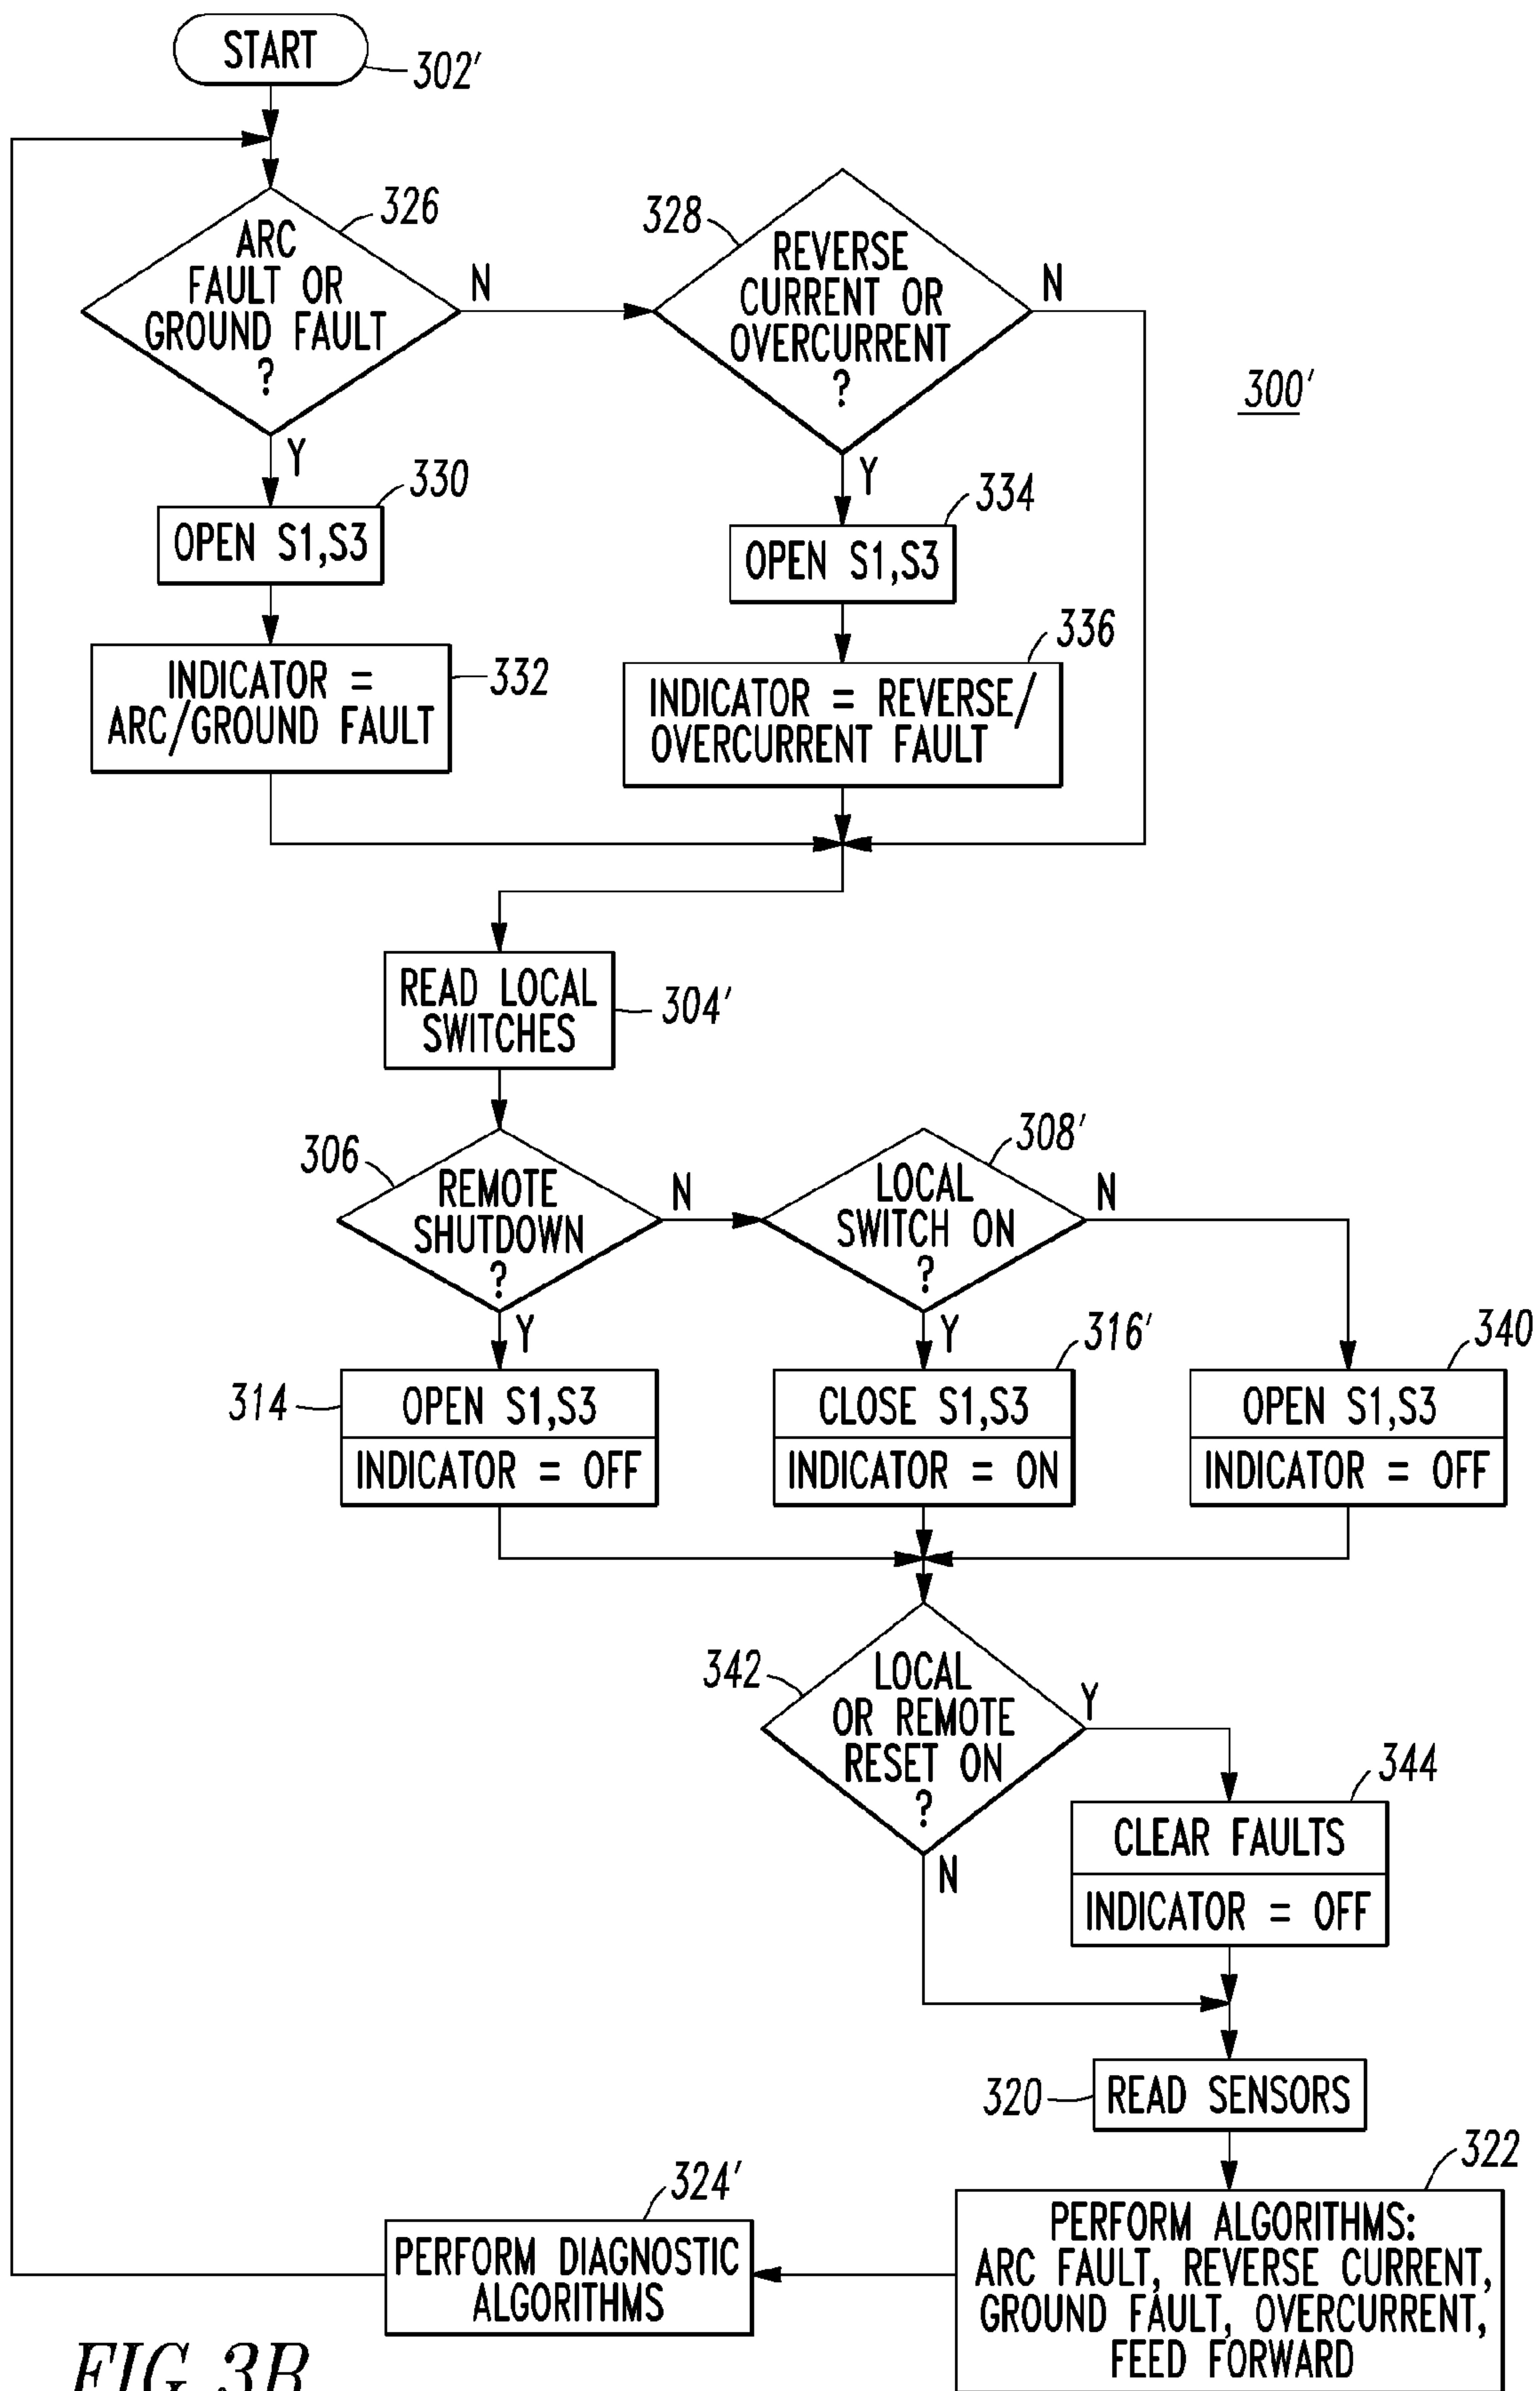 START
302'
326
ARC
FAULT OR
GROUND FAULT
?
N
Y
328
REVERSE
CURRENT OR
OVERCURRENT
?
N
Y
300'
330
OPEN S1,S3
334
OPEN S1,S3
INDICATOR =
ARC/GROUND FAULT
332
336
INDICATOR = REVERSE/
OVERCURRENT FAULT
READ LOCAL
SWITCHES
304'
306
REMOTE
SHUTDOWN
?
N
Y
308'
LOCAL
SWITCH ON
?
N
Y
314
OPEN S1,S3
INDICATOR = OFF
316'
CLOSE S1,S3
INDICATOR = ON
340
OPEN S1,S3
INDICATOR = OFF
342
LOCAL
OR REMOTE
RESET ON
?
Y
N
344
CLEAR FAULTS
INDICATOR = OFF
320
READ SENSORS
322
PERFORM ALGORITHMS:
ARC FAULT, REVERSE CURRENT,
GROUND FAULT, OVERCURRENT,
FEED FORWARD
324'
PERFORM DIAGNOSTIC
ALGORITHMS
FIG.3B